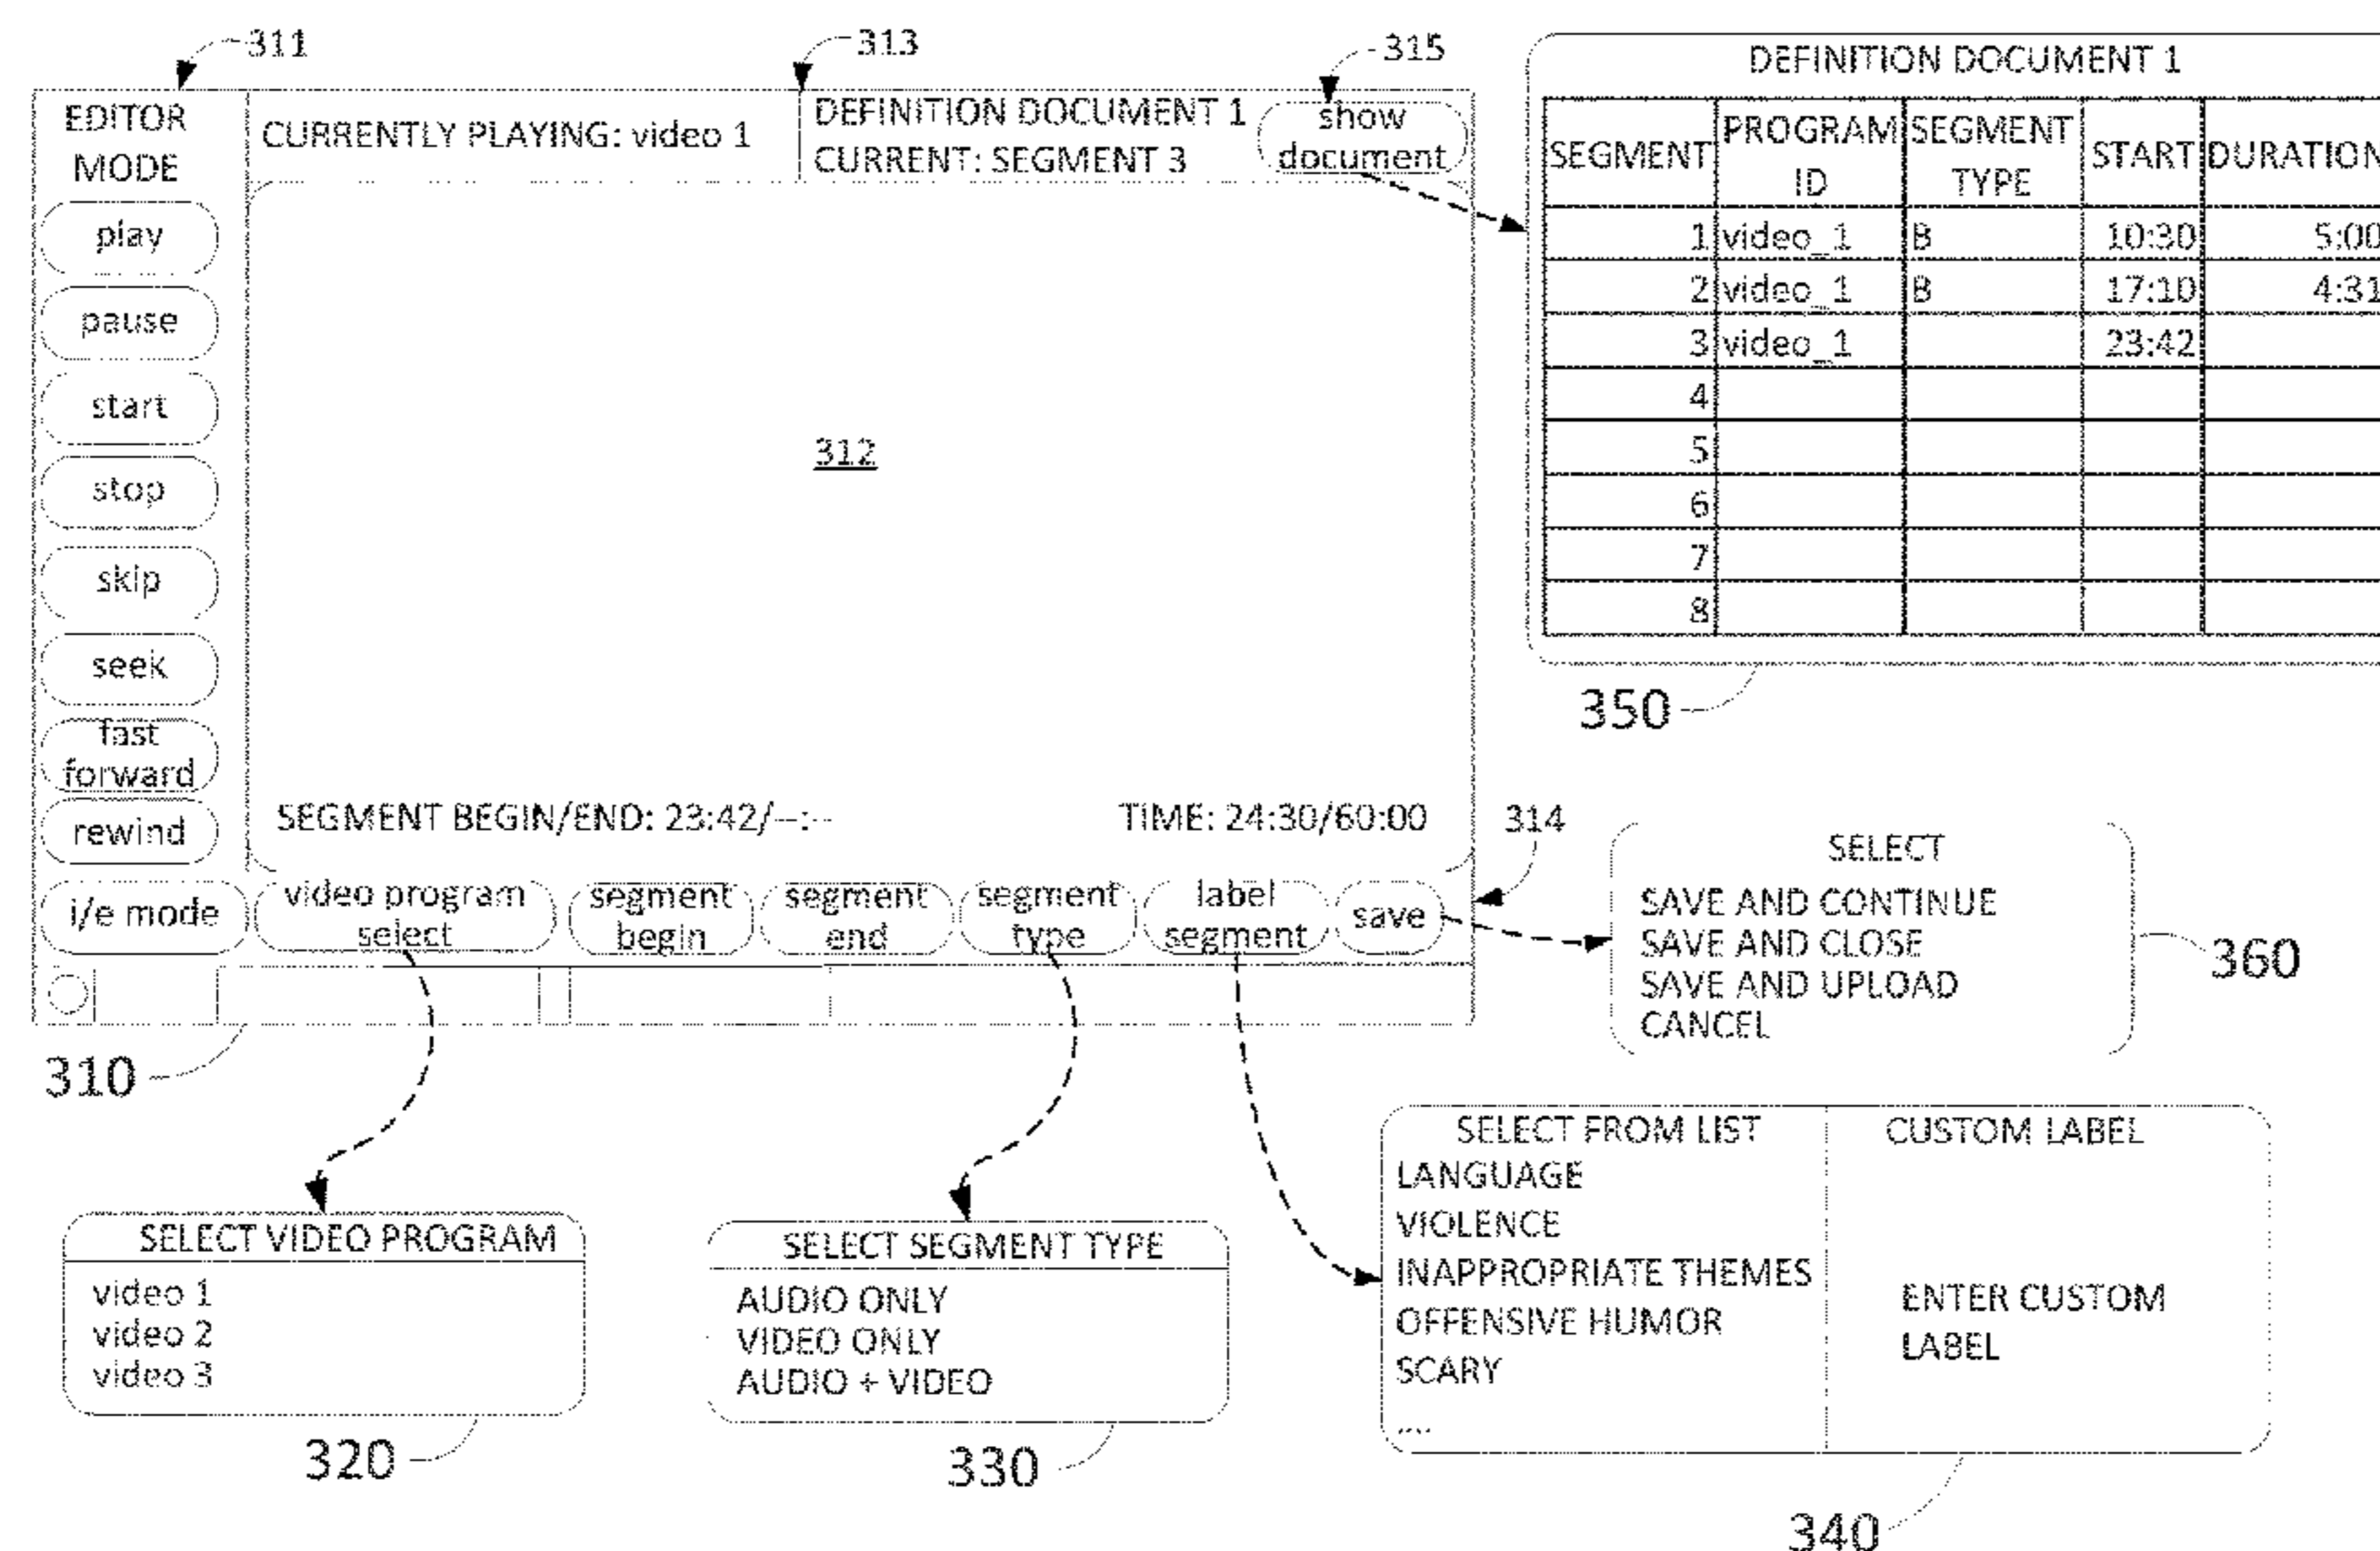 311
313
315
EDITOR
MODE
CURRENTLY PLAYING: video 1
DEFINITION DOCUMENT 1
CURRENT: SEGMENT 3
show
document
play
pause
start
stop
skip
seek
fast
forward
rewind
312
SEGMENT BEGIN/END: 23:42/--:--
TIME: 24:30/60:00
i/e mode
video program
select
segment
begin
segment
end
segment
type
label
segment
save
314
310
DEFINITION DOCUMENT 1
SEGMENT PROGRAM ID SEGMENT TYPE START DURATION
1 video_1 B 10:30 5:00
2 video_1 B 17:10 4:31
3 video_1 23:42
4
5
6
7
8
350
SELECT
SAVE AND CONTINUE
SAVE AND CLOSE
SAVE AND UPLOAD
CANCEL
360
SELECT VIDEO PROGRAM
video 1
video 2
video 3
320
SELECT SEGMENT TYPE
AUDIO ONLY
VIDEO ONLY
AUDIO + VIDEO
330
SELECT FROM LIST
LANGUAGE
VIOLENCE
INAPPROPRIATE THEMES
OFFENSIVE HUMOR
SCARY
....
CUSTOM LABEL
ENTER CUSTOM
LABEL
340